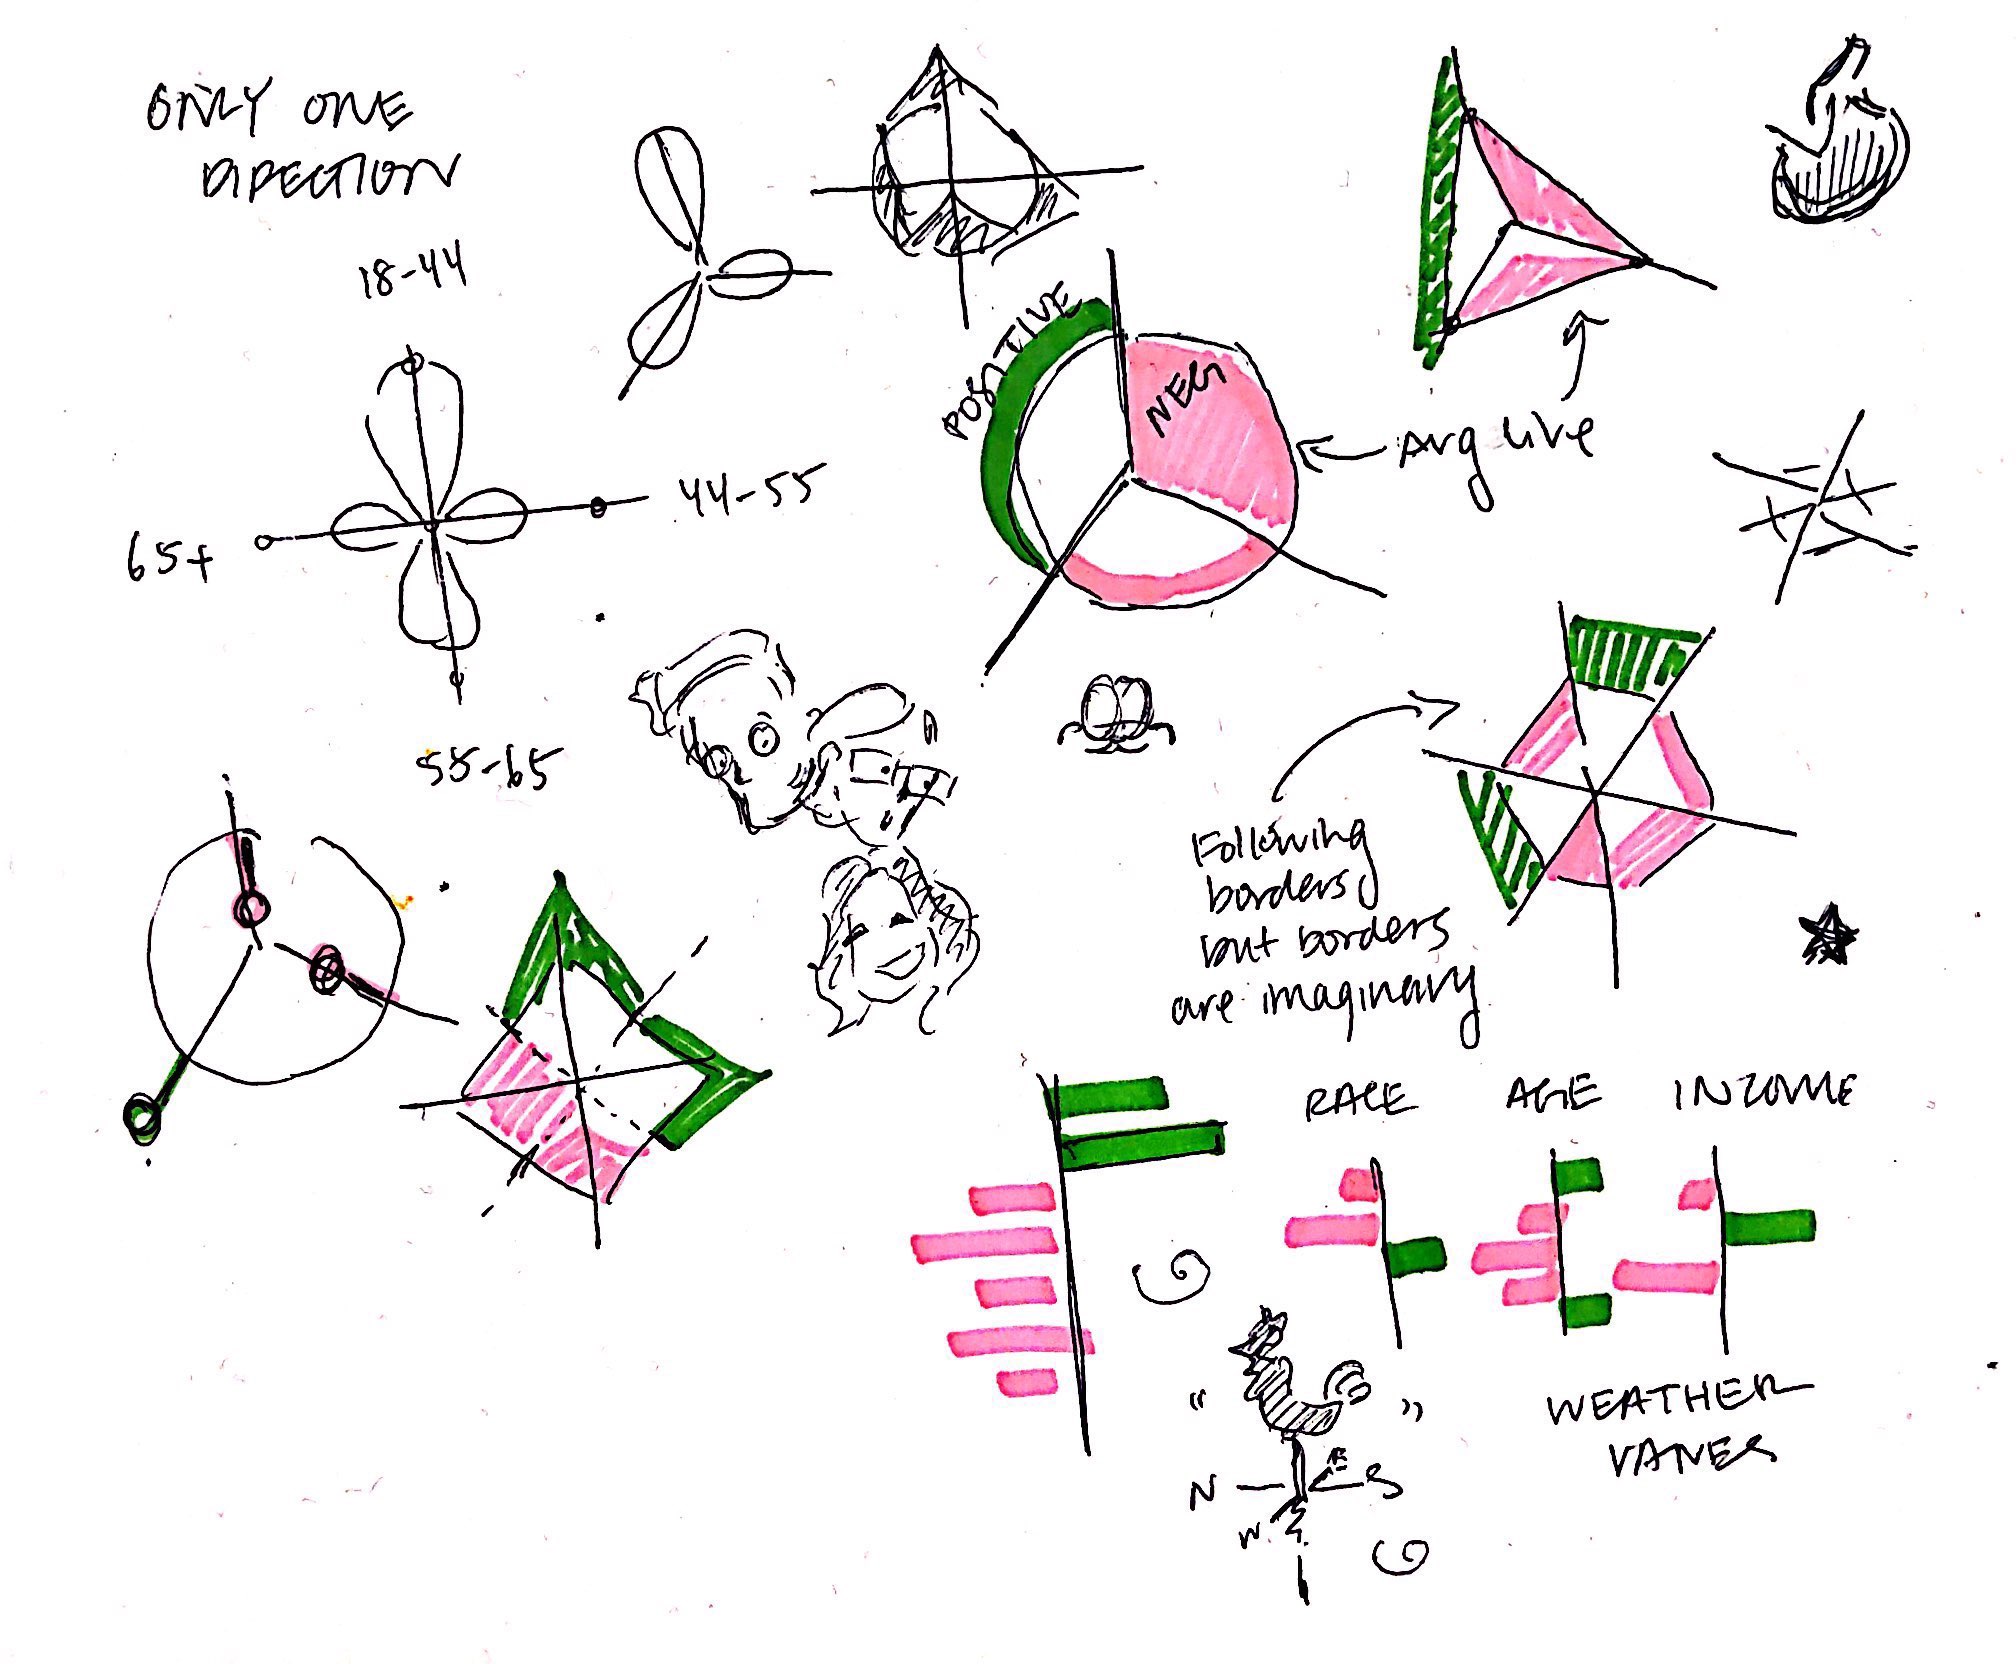 ONLY ONE
DIRECTION
18-44
44-55
65+
55-65
POSITIVE
NEG
Avg live
Following
borders
but borders
are imaginary
RACE
AGE
INCOME
"
"
N
E
S
W
WEATHER
VANES